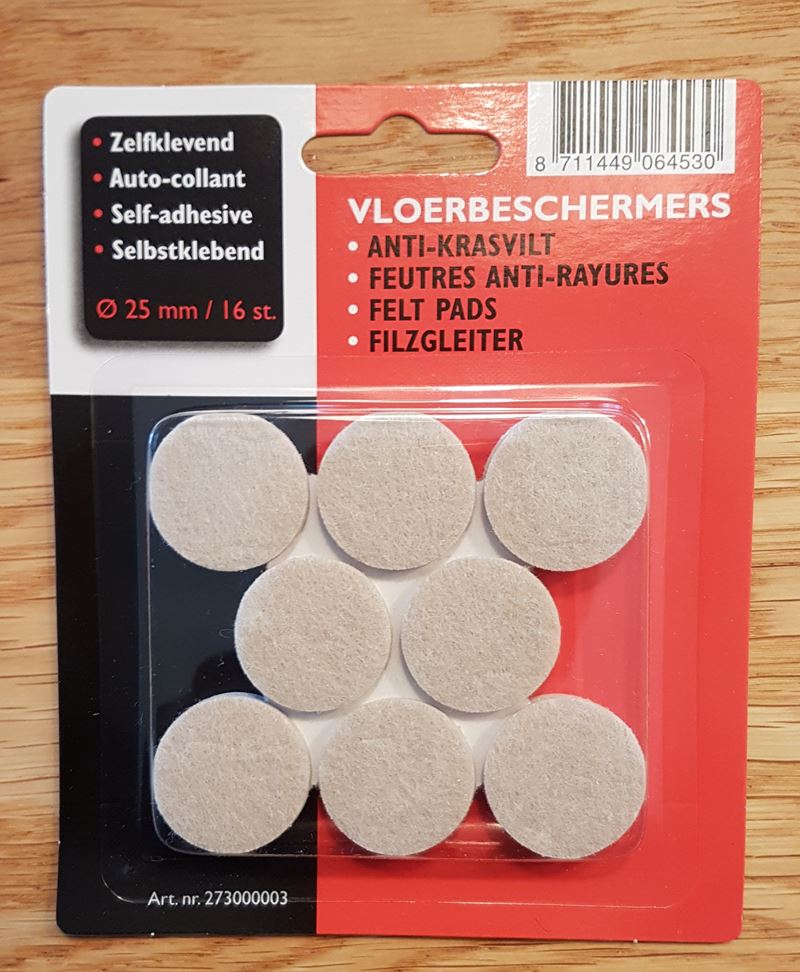 • Zelfklevend
• Auto-collant
• Self-adhesive
• Selbstklebend
Ø 25 mm / 16 st.
8 711449 064530
VLOERBESCHERMERS
• ANTI-KRASVILT
• FEUTRES ANTI-RAYURES
• FELT PADS
• FILZGLEITER
Art. nr. 273000003